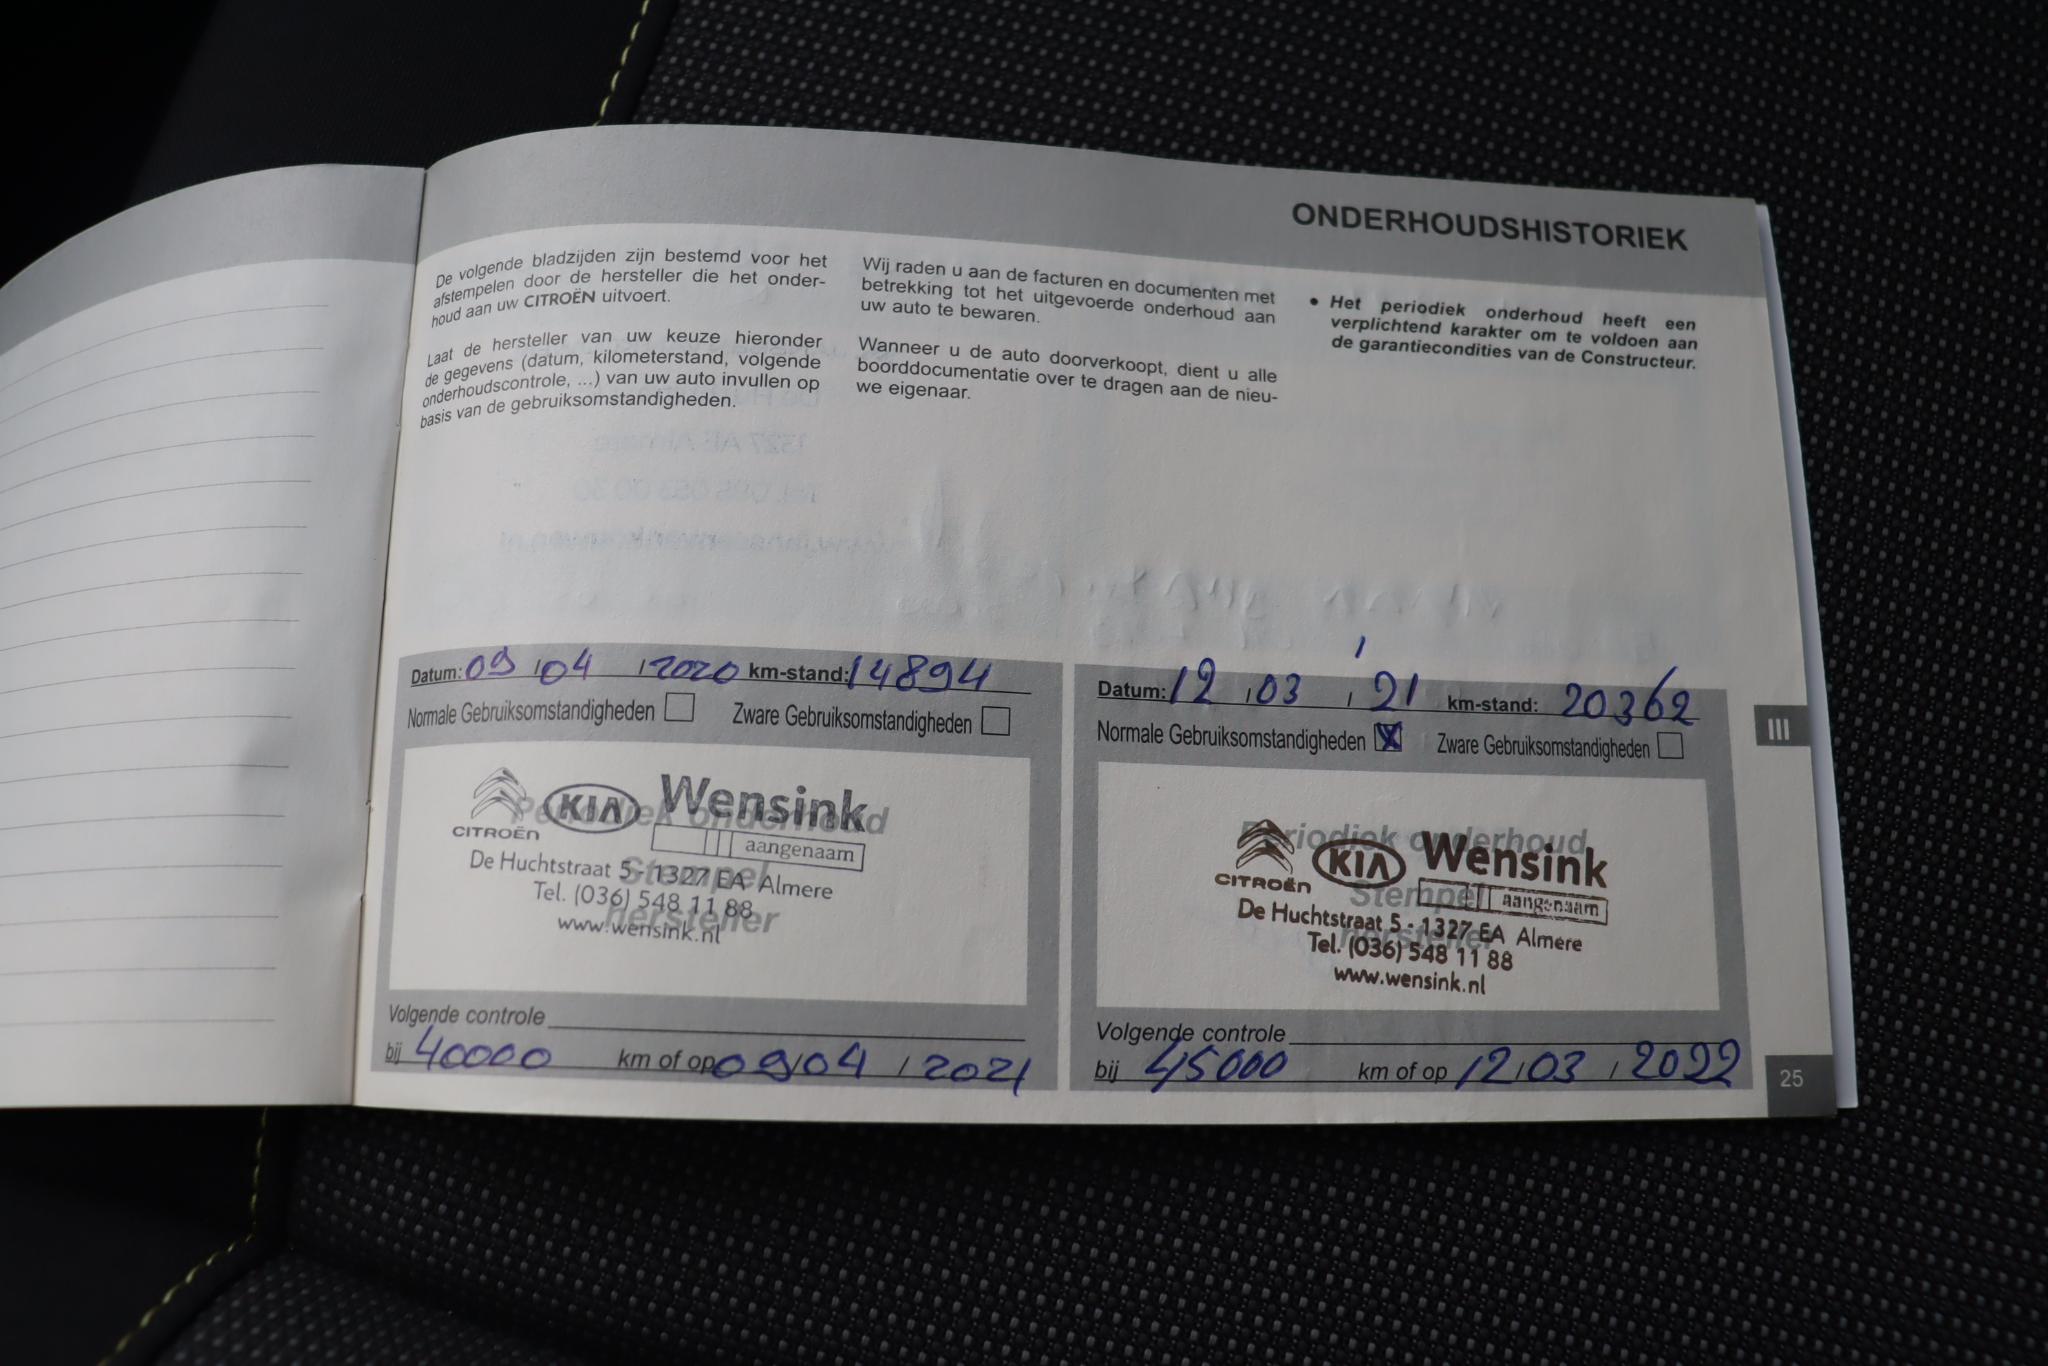 ONDERHOUDSHISTORIEK
De volgende bladzijden zijn bestemd voor het
afstempelen door de hersteller die het onder-
houd aan uw CITROËN uitvoert.
Laat de hersteller van uw keuze hieronder
de gegevens (datum, kilometerstand, volgende
onderhoudscontrole, ...) van uw auto invullen op
basis van de gebruiksomstandigheden.
Wij raden u aan de facturen en documenten met
betrekking tot het uitgevoerde onderhoud aan
uw auto te bewaren.
Wanneer u de auto doorverkoopt, dient u alle
boorddocumentatie over te dragen aan de nieu-
we eigenaar.
• Het periodiek onderhoud heeft een
verplichtend karakter om te voldoen aan
de garantiecondities van de Constructeur.
Datum: 09 / 04 / 2020 km-stand: 14894
Normale Gebruiksomstandigheden Zware Gebruiksomstandigheden
Periodiek onderhoud
Stempel
hersteller
CITROËN KIA Wensink
aangenaam
De Huchtstraat 5 - 1327 EA Almere
Tel. (036) 548 11 88
www.wensink.nl
Volgende controle
bij 40000 km of op 09/04 / 2021
Datum: 12 / 03 / 21 km-stand: 20362
Normale Gebruiksomstandigheden X Zware Gebruiksomstandigheden
Periodiek onderhoud
Stempel
hersteller
CITROËN KIA Wensink
aangenaam
De Huchtstraat 5 - 1327 EA Almere
Tel. (036) 548 11 88
www.wensink.nl
Volgende controle
bij 45000 km of op 12/03 / 2022
III
25